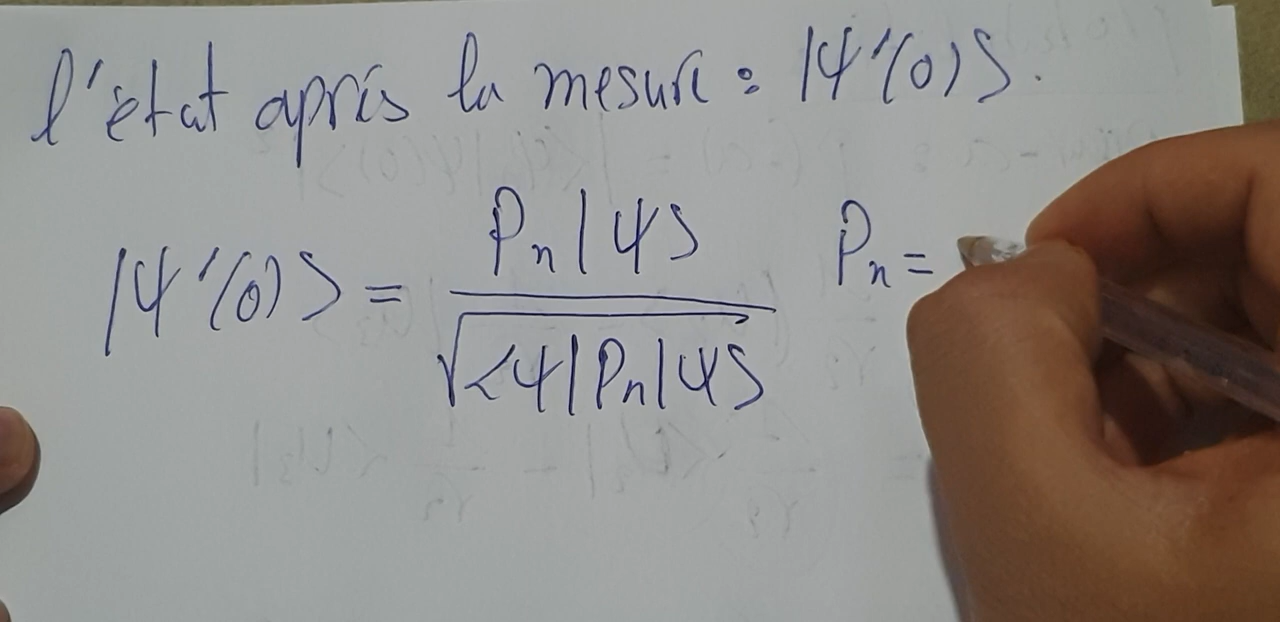 l'état après la mesure : |Ψ'(0)>.
|Ψ'(0)> = Pn|Ψ> / √<Ψ|Pn|Ψ> Pn =